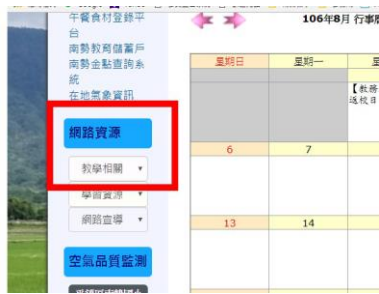 午餐食材登錄平
台
南勢教育儲蓄戶
南勢金點查詢系
統
在地氣象資訊
網路資源
教學相關
學習資源
網路宣導
空氣品質監測
106年8月 行事
星期日
星期一
星
【教務
返校日
6
7
13
14